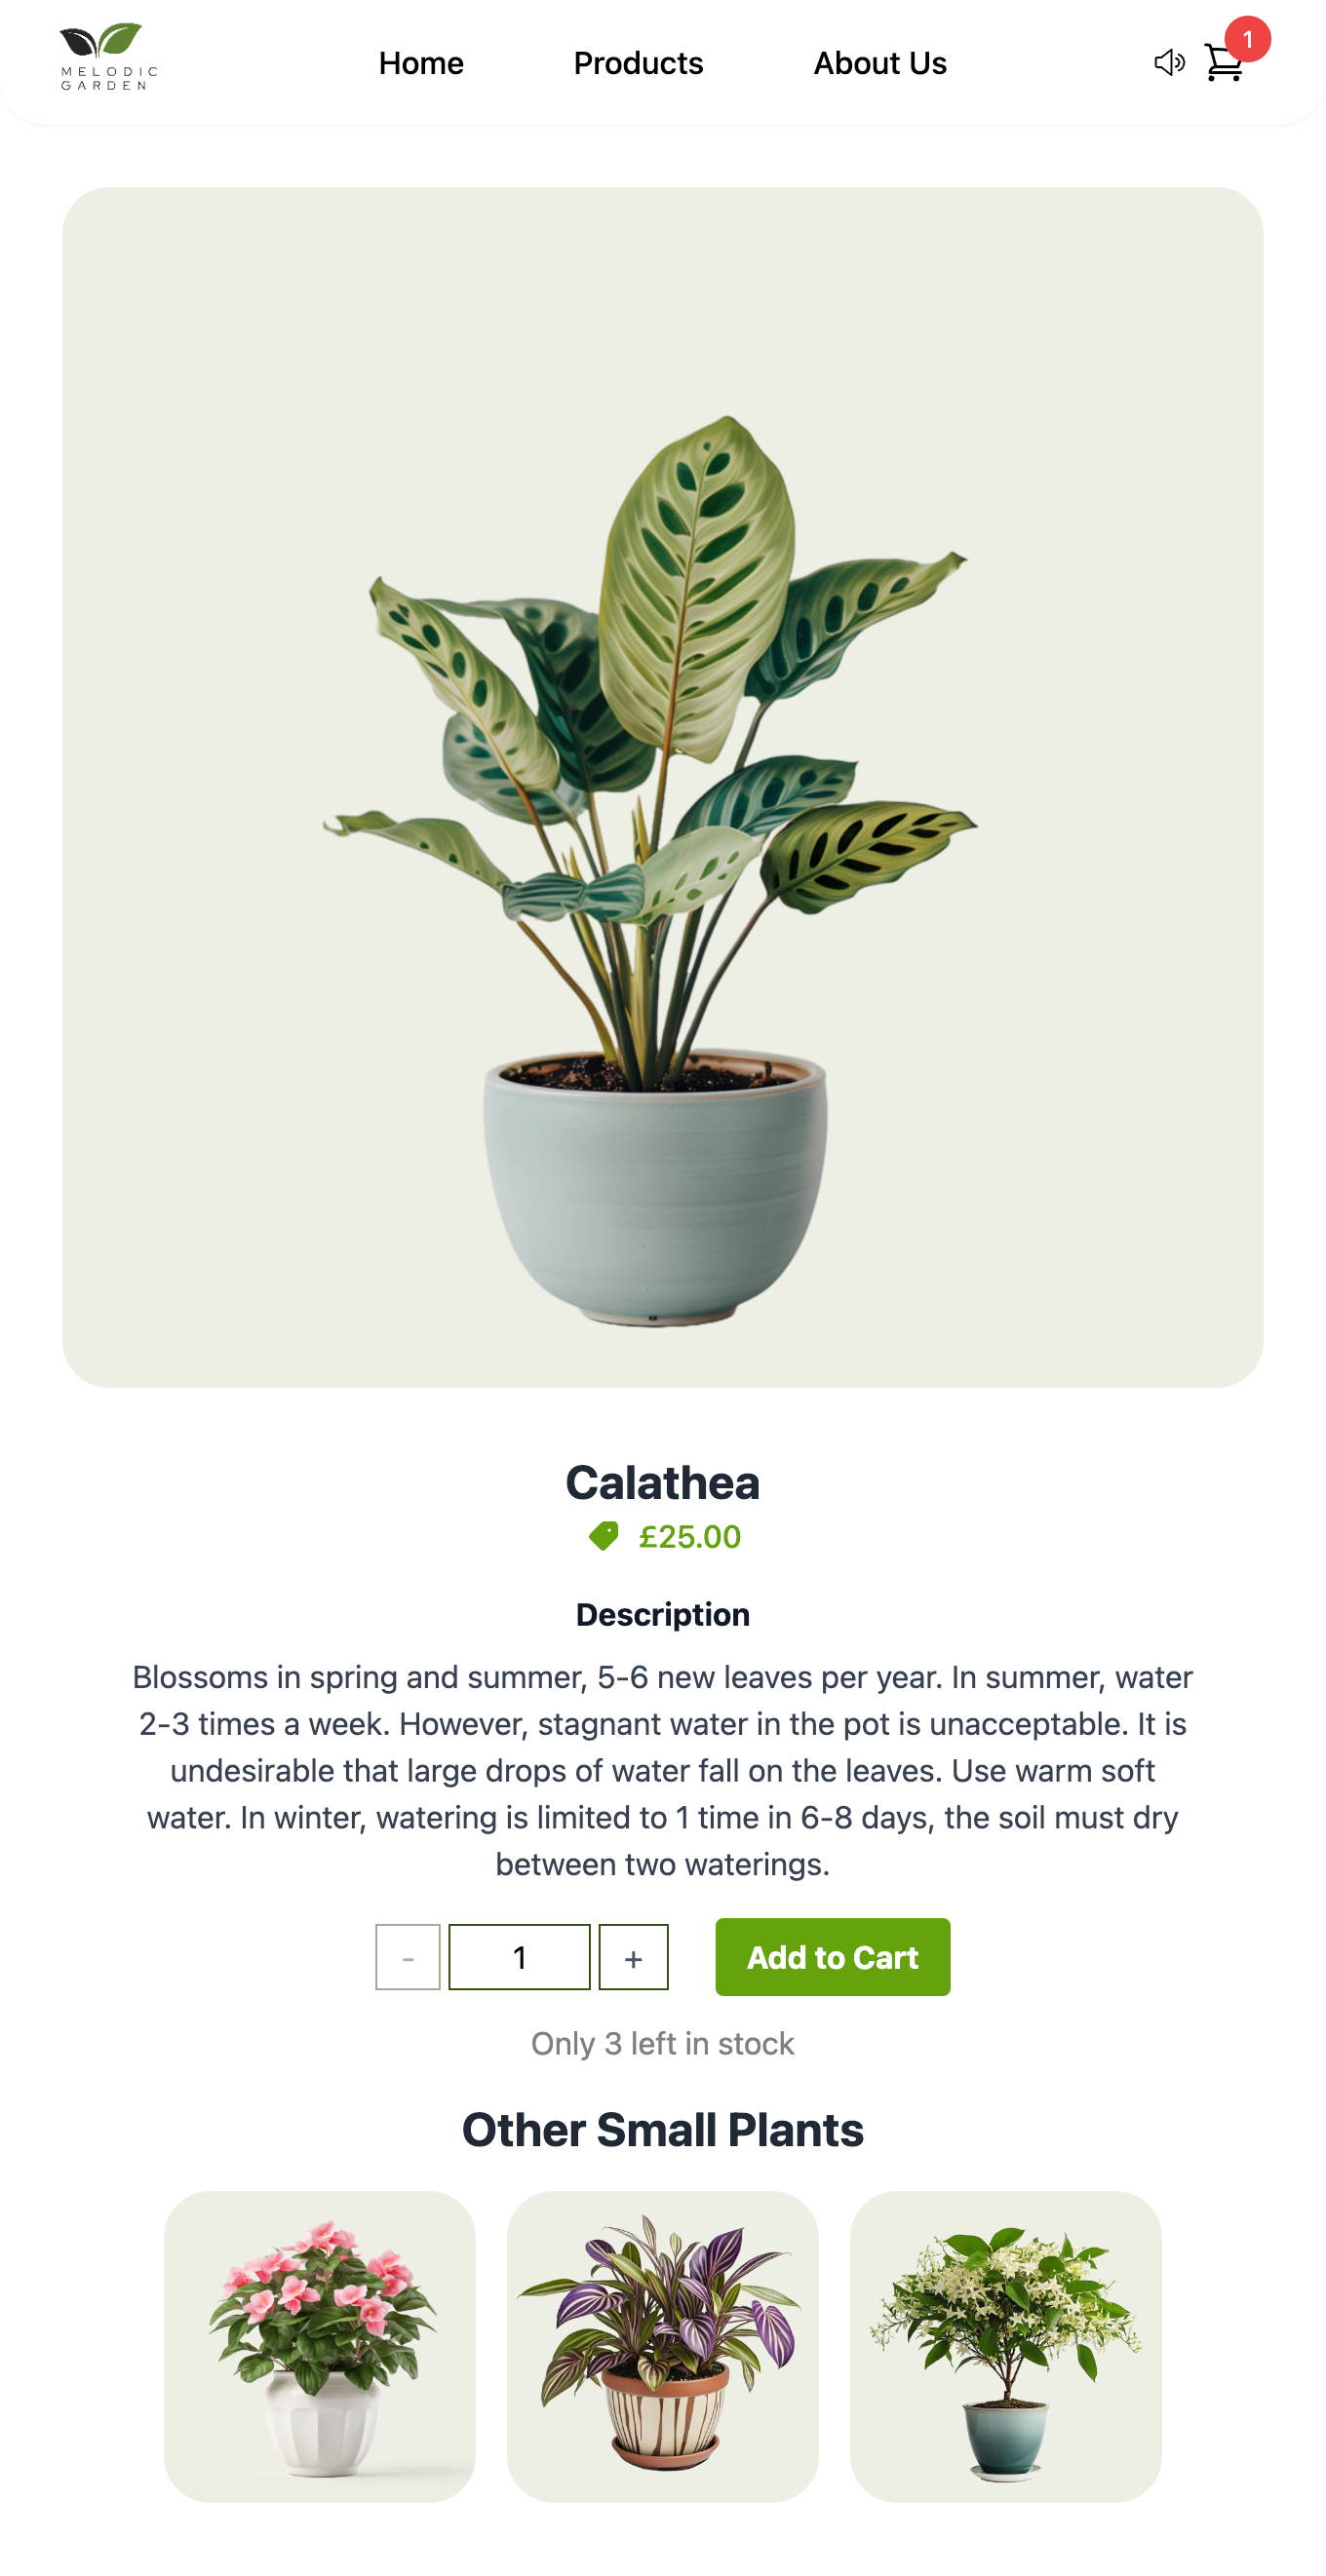 MELODIC
GARDEN
Home
Products
About Us
1
Calathea
£25.00
Description
Blossoms in spring and summer, 5-6 new leaves per year. In summer, water
2-3 times a week. However, stagnant water in the pot is unacceptable. It is
undesirable that large drops of water fall on the leaves. Use warm soft
water. In winter, watering is limited to 1 time in 6-8 days, the soil must dry
between two waterings.
-
1
+
Add to Cart
Only 3 left in stock
Other Small Plants